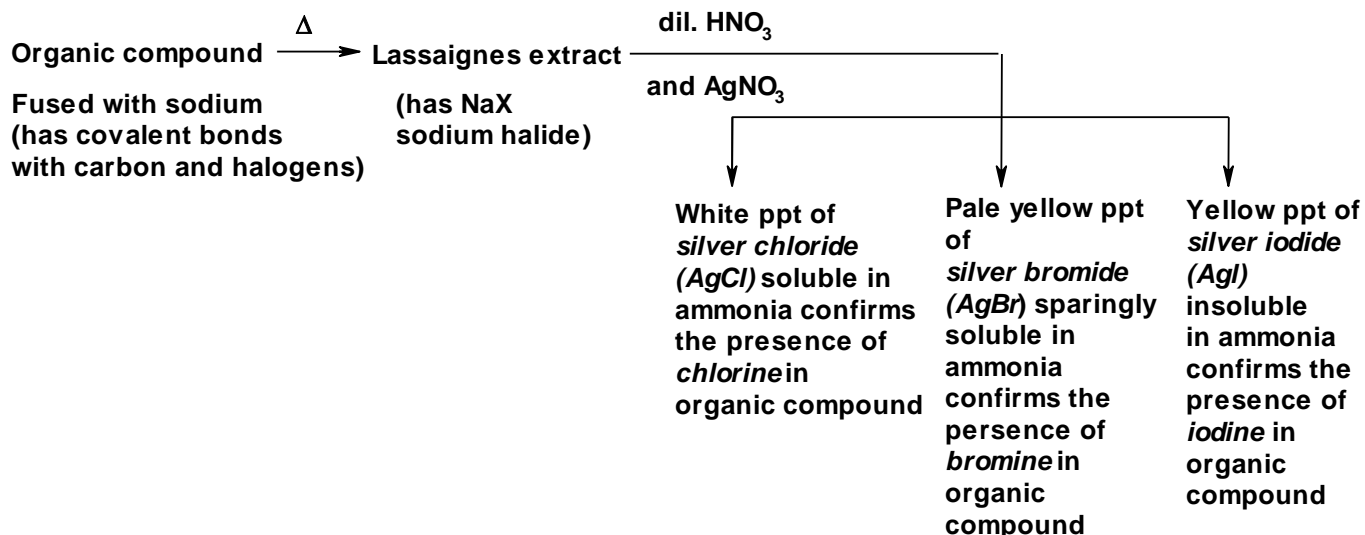 Organic compound
Δ
Lassaignes extract
dil. HNO3
and AgNO3
Fused with sodium
(has covalent bonds
with carbon and halogens)
(has NaX
sodium halide)
White ppt of
silver chloride
(AgCl) soluble in
ammonia confirms
the presence of
chlorine in
organic compound
Pale yellow ppt
of
silver bromide
(AgBr) sparingly
soluble in
ammonia
confirms the
persence of
bromine in
organic
compound
Yellow ppt of
silver iodide
(AgI)
insoluble
in ammonia
confirms the
presence of
iodine in
organic
compound